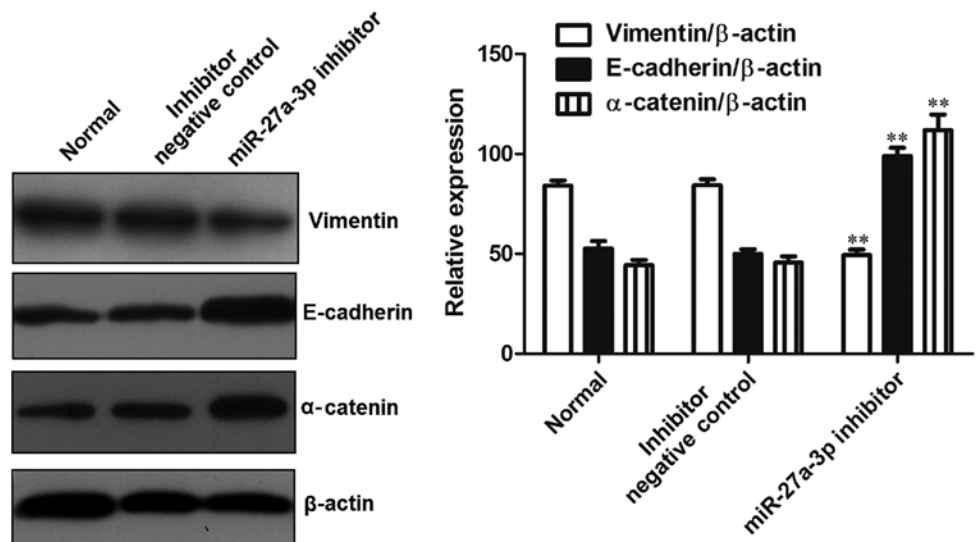 Normal
Inhibitor
negative control
miR-27a-3p inhibitor
Vimentin
E-cadherin
α-catenin
β-actin
Vimentin/β-actin
E-cadherin/β-actin
α-catenin/β-actin
Relative expression
150
100
50
0
**
**
**
Normal
Inhibitor
negative control
miR-27a-3p inhibitor